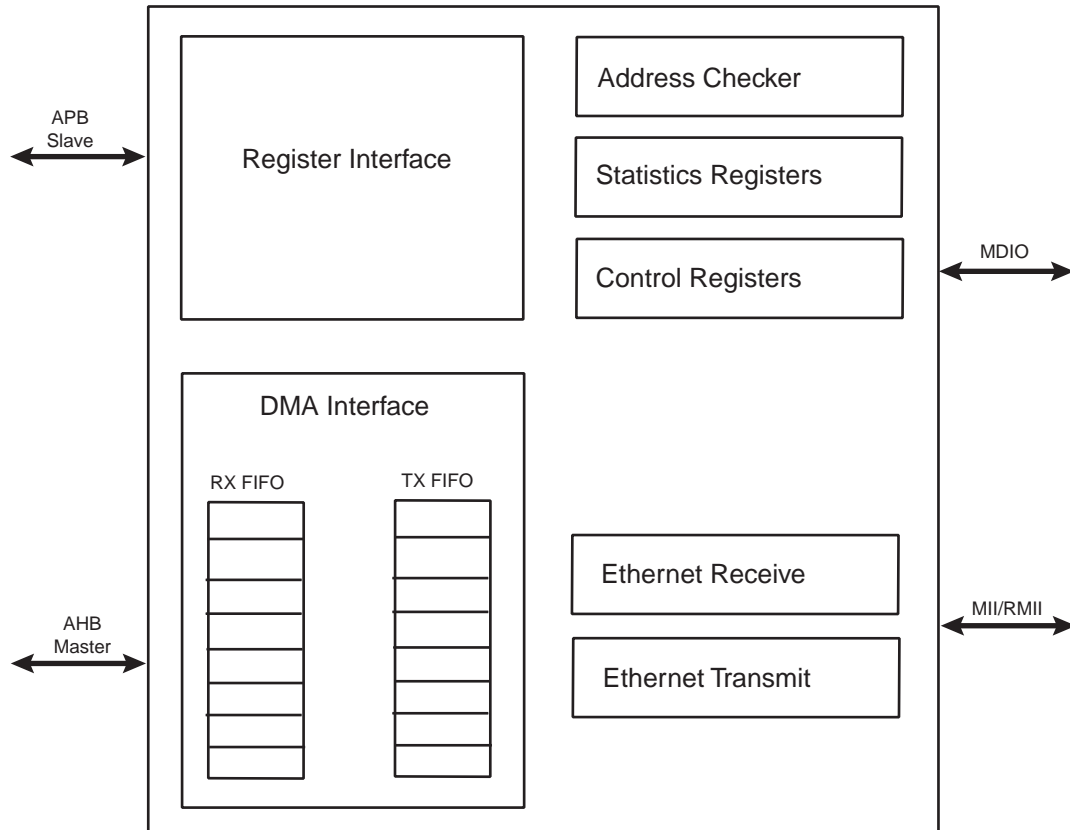 APB
Slave
Register Interface
Address Checker
Statistics Registers
Control Registers
MDIO
DMA Interface
RX FIFO
TX FIFO
AHB
Master
Ethernet Receive
Ethernet Transmit
MII/RMII